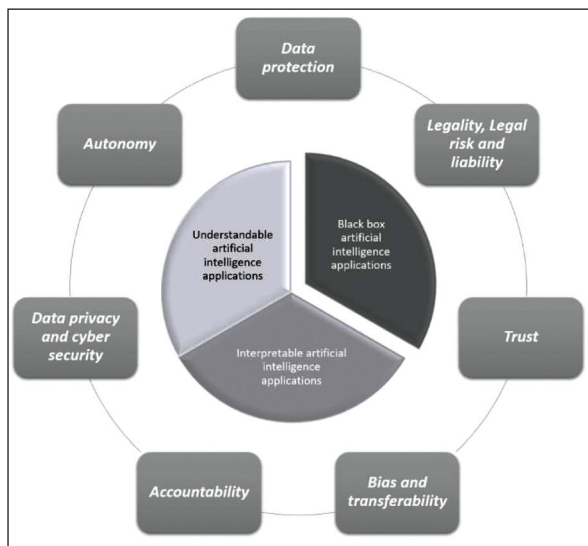 Data
protection
Legality, Legal
risk and
liability
Trust
Bias and
transferability
Accountability
Data privacy
and cyber
security
Autonomy
Understandable
artificial
intelligence
applications
Black box
artificial
intelligence
applications
Interpretable artificial
intelligence
applications